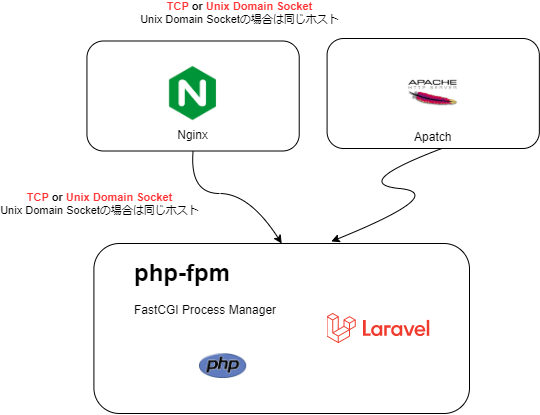 TCP or Unix Domain Socket
Unix Domain Socketの場合は同じホスト
N
Nginx
APACHE
HTTP SERVER
Apatch
TCP or Unix Domain Socket
Unix Domain Socketの場合は同じホスト
php-fpm
FastCGI Process Manager
Laravel
php